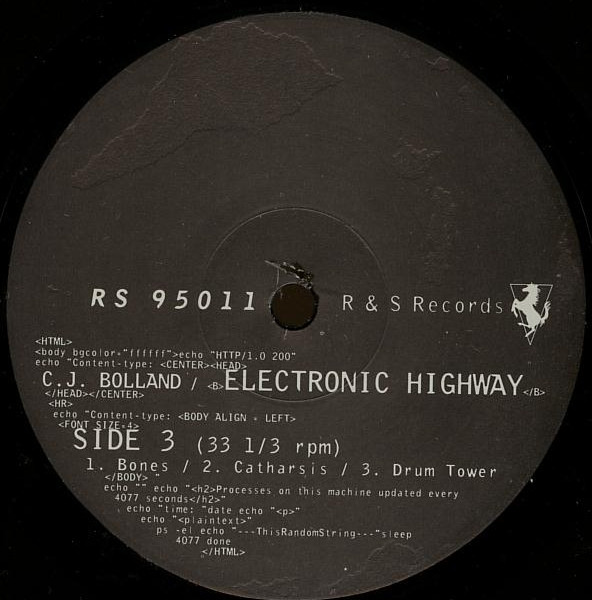 RS 95011 R & S Records
<HTML>
<body bgcolor="ffffff">echo "HTTP/1.0 200"
echo "Content-type: <CENTER><HEAD>
C.J. BOLLAND / <B>ELECTRONIC HIGHWAY</B>
</HEAD></CENTER>
<HR>
echo "Content-type: <BODY ALIGN = LEFT>
<FONT SIZE=4>
SIDE 3 (33 1/3 rpm)
1. Bones / 2. Catharsis / 3. Drum Tower
</BODY> "
echo "" echo "<h2>Processes on this machine updated every
4077 seconds</h2>"
echo "time: "date echo "<p>"
echo "<plaintext>"
ps -el echo "---ThisRandomString---"sleep
4077 done
</HTML>